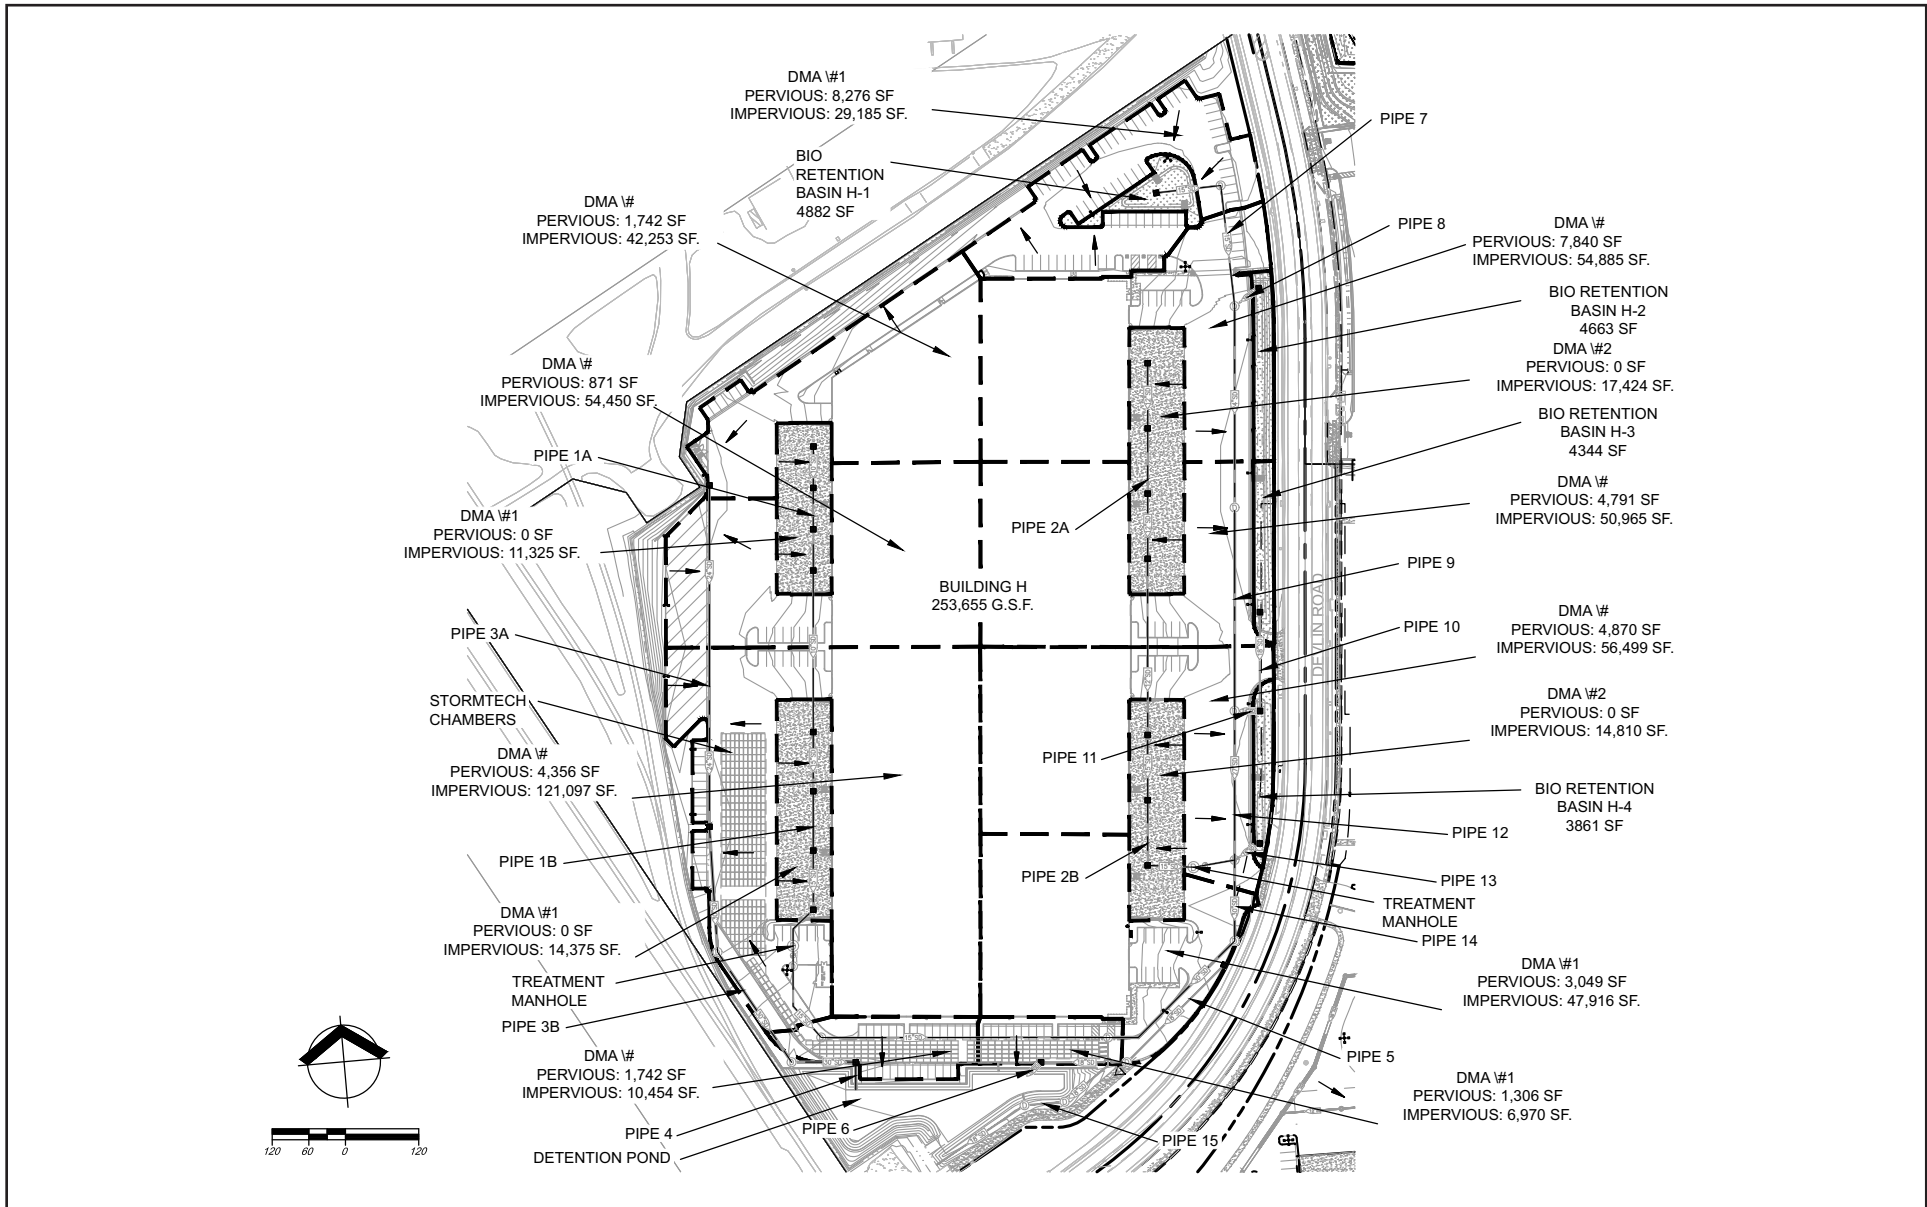 DMA \#1
PERVIOUS: 8,276 SF
IMPERVIOUS: 29,185 SF.
BIO
RETENTION
BASIN H-1
4882 SF
DMA \#
PERVIOUS: 1,742 SF
IMPERVIOUS: 42,253 SF.
DMA \#
PERVIOUS: 871 SF
IMPERVIOUS: 54,450 SF.
PIPE 1A
DMA \#1
PERVIOUS: 0 SF
IMPERVIOUS: 11,325 SF.
PIPE 3A
STORMTECH
CHAMBERS
DMA \#
PERVIOUS: 4,356 SF
IMPERVIOUS: 121,097 SF.
PIPE 1B
DMA \#1
PERVIOUS: 0 SF
IMPERVIOUS: 14,375 SF.
TREATMENT
MANHOLE
PIPE 3B
DMA \#
PERVIOUS: 1,742 SF
IMPERVIOUS: 10,454 SF.
PIPE 4
DETENTION POND
PIPE 6
BUILDING H
253,655 G.S.F.
PIPE 2A
PIPE 11
PIPE 2B
PIPE 7
PIPE 8
DMA \#
PERVIOUS: 7,840 SF
IMPERVIOUS: 54,885 SF.
BIO RETENTION
BASIN H-2
4663 SF
DMA \#2
PERVIOUS: 0 SF
IMPERVIOUS: 17,424 SF.
BIO RETENTION
BASIN H-3
4344 SF
DMA \#
PERVIOUS: 4,791 SF
IMPERVIOUS: 50,965 SF.
PIPE 9
DEVLIN ROAD
DMA \#
PERVIOUS: 4,870 SF
IMPERVIOUS: 56,499 SF.
PIPE 10
DMA \#2
PERVIOUS: 0 SF
IMPERVIOUS: 14,810 SF.
BIO RETENTION
BASIN H-4
3861 SF
PIPE 12
PIPE 13
TREATMENT
MANHOLE
PIPE 14
DMA \#1
PERVIOUS: 3,049 SF
IMPERVIOUS: 47,916 SF.
PIPE 5
DMA \#1
PERVIOUS: 1,306 SF
IMPERVIOUS: 6,970 SF.
PIPE 15
120 60 0 120